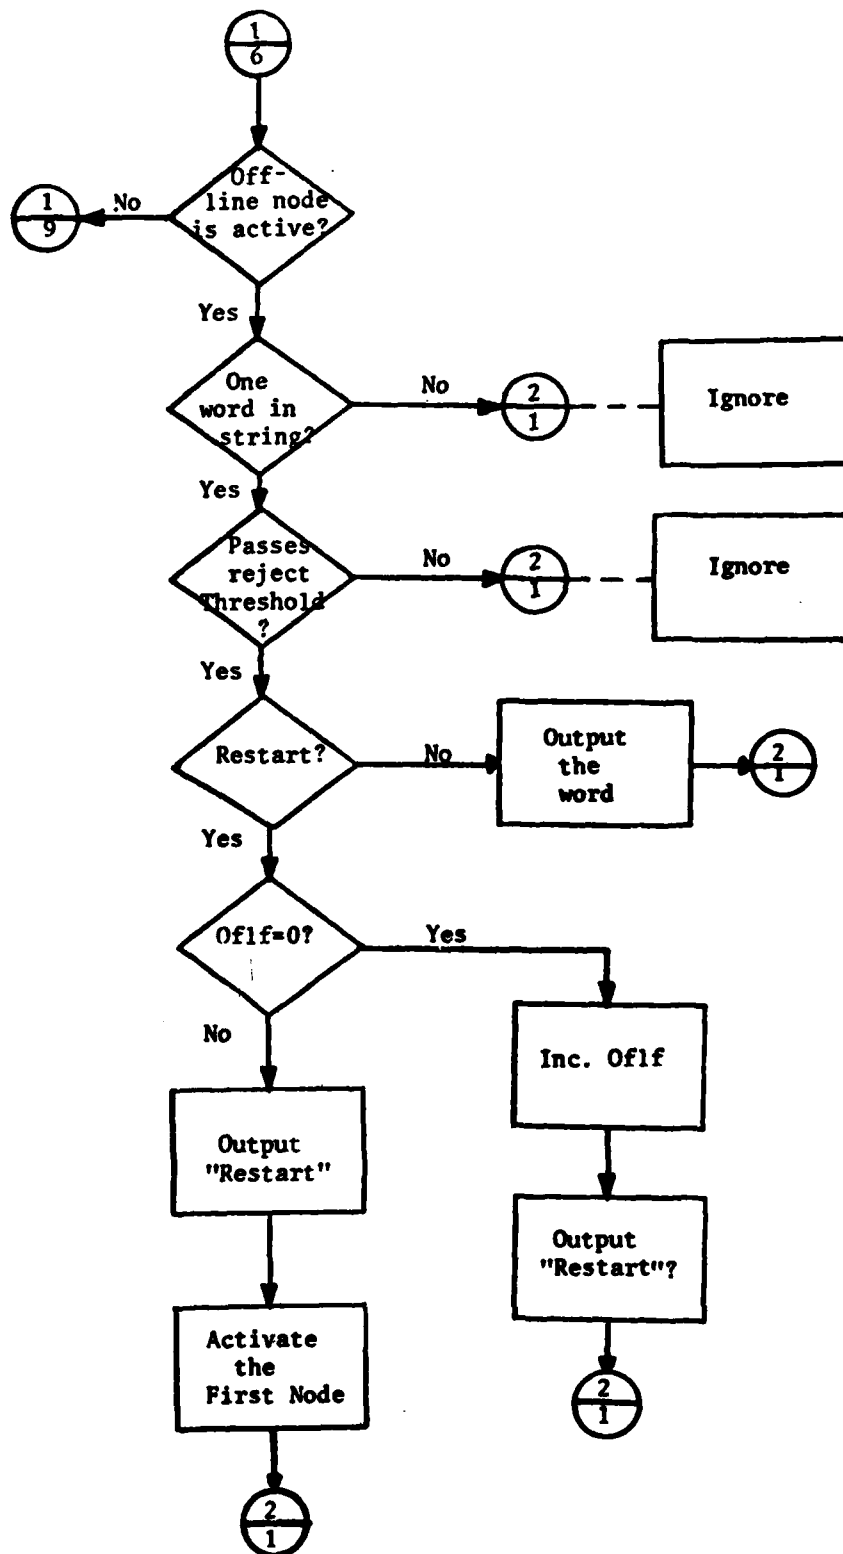 1
6
Off-
line node
is active?
No
1
9
Yes
One
word in
string?
No
2
1
Ignore
Yes
Passes
reject
Threshold
?
No
2
1
Ignore
Yes
Restart?
No
Output
the
word
2
1
Yes
Oflf=0?
Yes
No
Inc. Oflf
Output
"Restart"
Output
"Restart"?
Activate
the
First Node
2
1
2
1